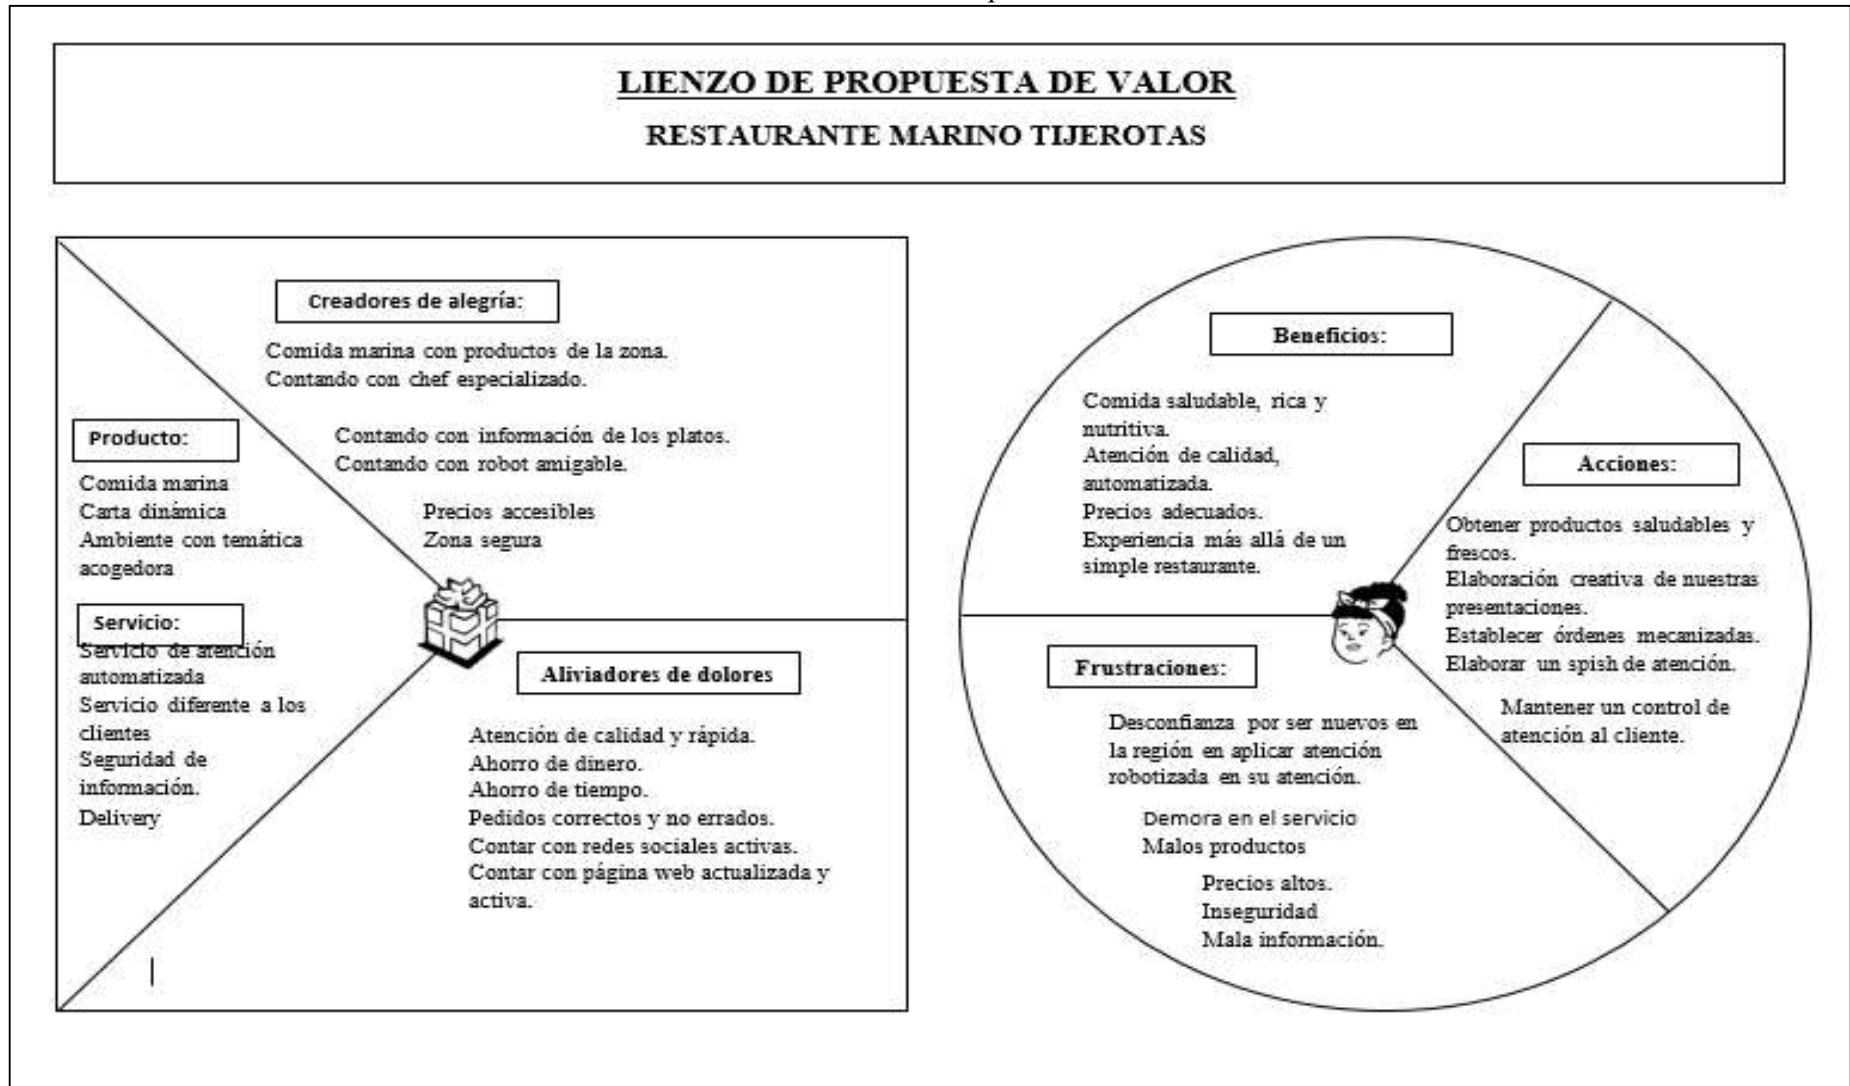 LIENZO DE PROPUESTA DE VALOR
RESTAURANTE MARINO TIJEROTAS
Creadores de alegría:
Comida marina con productos de la zona.
Contando con chef especializado.
Contando con información de los platos.
Contando con robot amigable.
Precios accesibles
Zona segura
Producto:
Comida marina
Carta dinámica
Ambiente con temática
acogedora
Servicio:
Servicio de atención
automatizada
Servicio diferente a los
clientes
Seguridad de
información.
Delivery
Aliviadores de dolores
Atención de calidad y rápida.
Ahorro de dinero.
Ahorro de tiempo.
Pedidos correctos y no errados.
Contar con redes sociales activas.
Contar con página web actualizada y
activa.
Beneficios:
Comida saludable, rica y
nutritiva.
Atención de calidad,
automatizada.
Precios adecuados.
Experiencia más allá de un
simple restaurante.
Acciones:
Obtener productos saludables y
frescos.
Elaboración creativa de nuestras
presentaciones.
Establecer órdenes mecanizadas.
Elaborar un spish de atención.
Mantener un control de
atención al cliente.
Frustraciones:
Desconfianza por ser nuevos en
la región en aplicar atención
robotizada en su atención.
Demora en el servicio
Malos productos
Precios altos.
Inseguridad
Mala información.